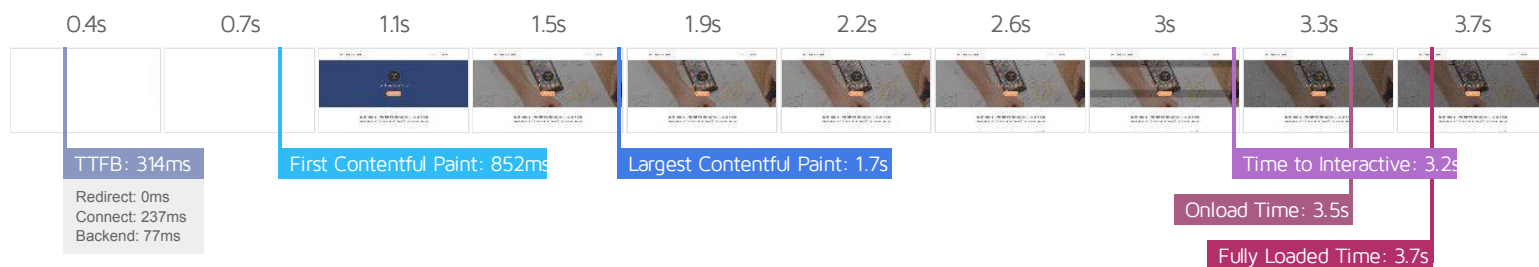 0.4s
0.7s
1.1s
1.5s
1.9s
2.2s
2.6s
3s
3.3s
3.7s
TTFB: 314ms
Redirect: 0ms
Connect: 237ms
Backend: 77ms
First Contentful Paint: 852ms
Largest Contentful Paint: 1.7s
Time to Interactive: 3.2s
Onload Time: 3.5s
Fully Loaded Time: 3.7s